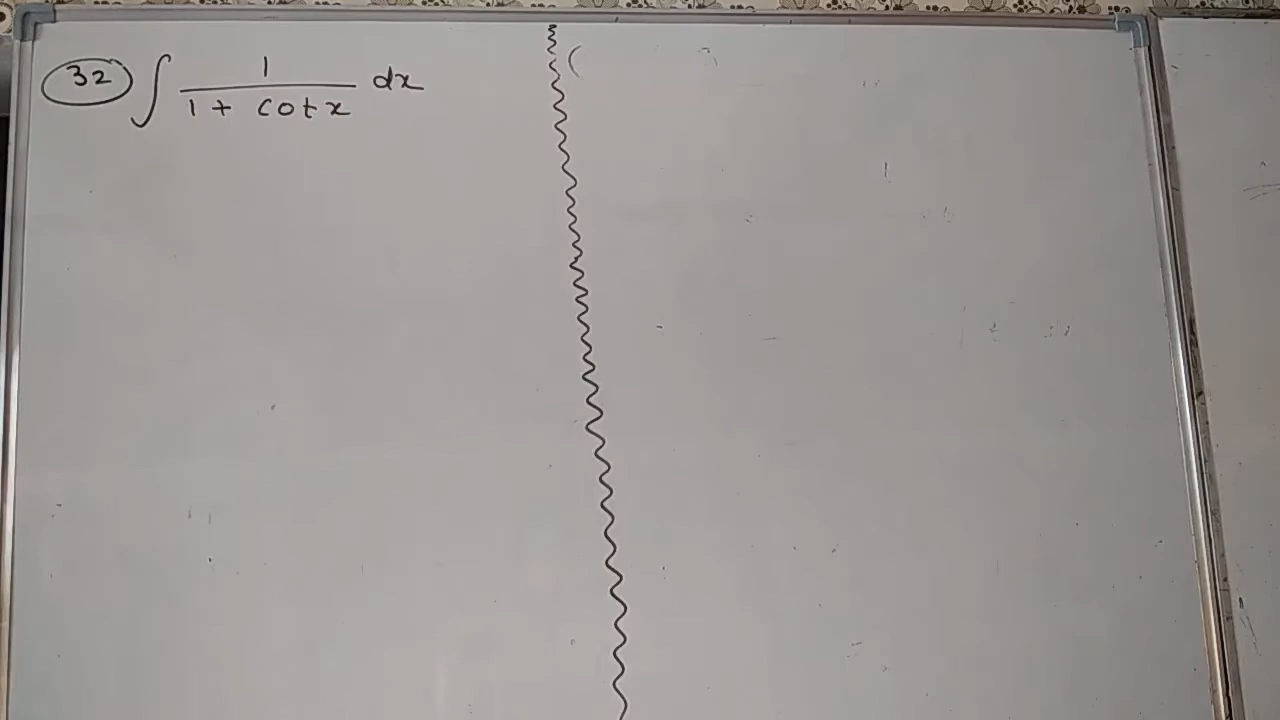 32 ∫ 1 / (1 + cot x) dx